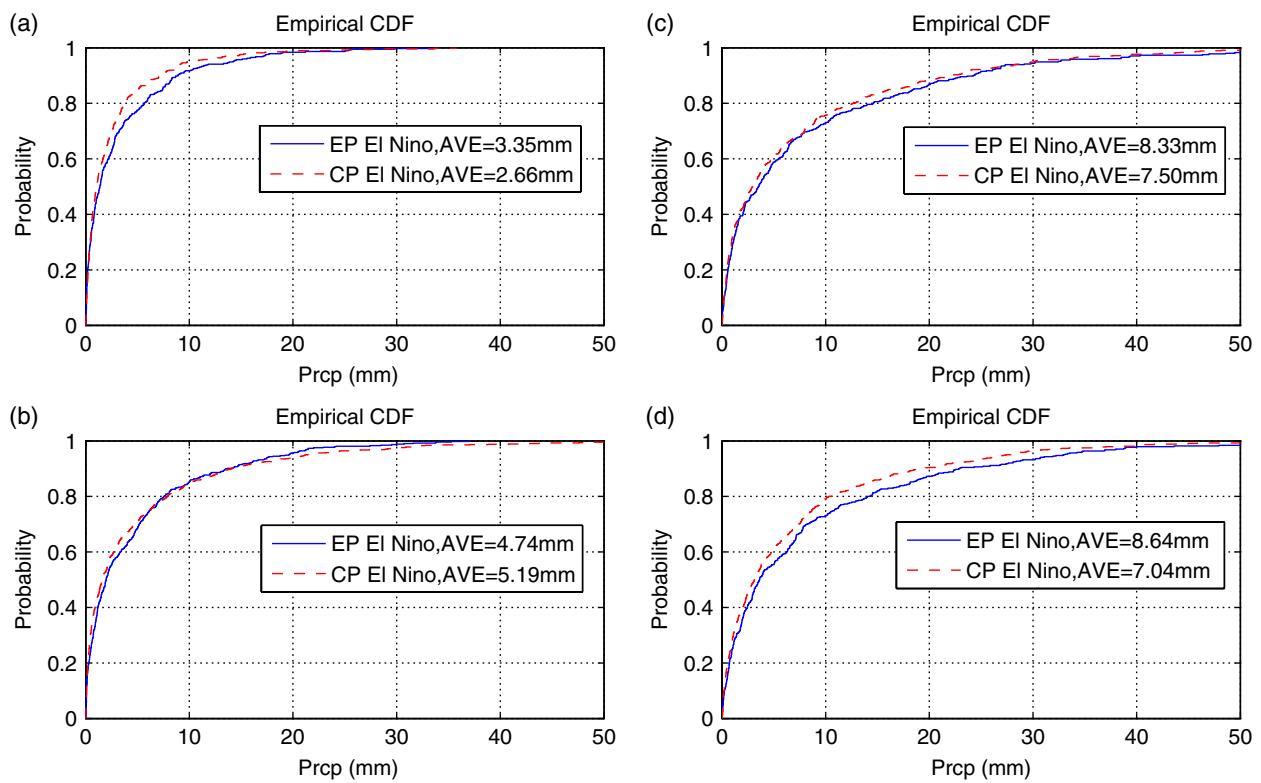 (a)
Empirical CDF
Probability
1
0.8
0.6
0.4
0.2
0
EP El Nino,AVE=3.35mm
CP El Nino,AVE=2.66mm
0 10 20 30 40 50
Prcp (mm)
(b)
Empirical CDF
Probability
1
0.8
0.6
0.4
0.2
0
EP El Nino,AVE=4.74mm
CP El Nino,AVE=5.19mm
0 10 20 30 40 50
Prcp (mm)
(c)
Empirical CDF
Probability
1
0.8
0.6
0.4
0.2
0
EP El Nino,AVE=8.33mm
CP El Nino,AVE=7.50mm
0 10 20 30 40 50
Prcp (mm)
(d)
Empirical CDF
Probability
1
0.8
0.6
0.4
0.2
0
EP El Nino,AVE=8.64mm
CP El Nino,AVE=7.04mm
0 10 20 30 40 50
Prcp (mm)